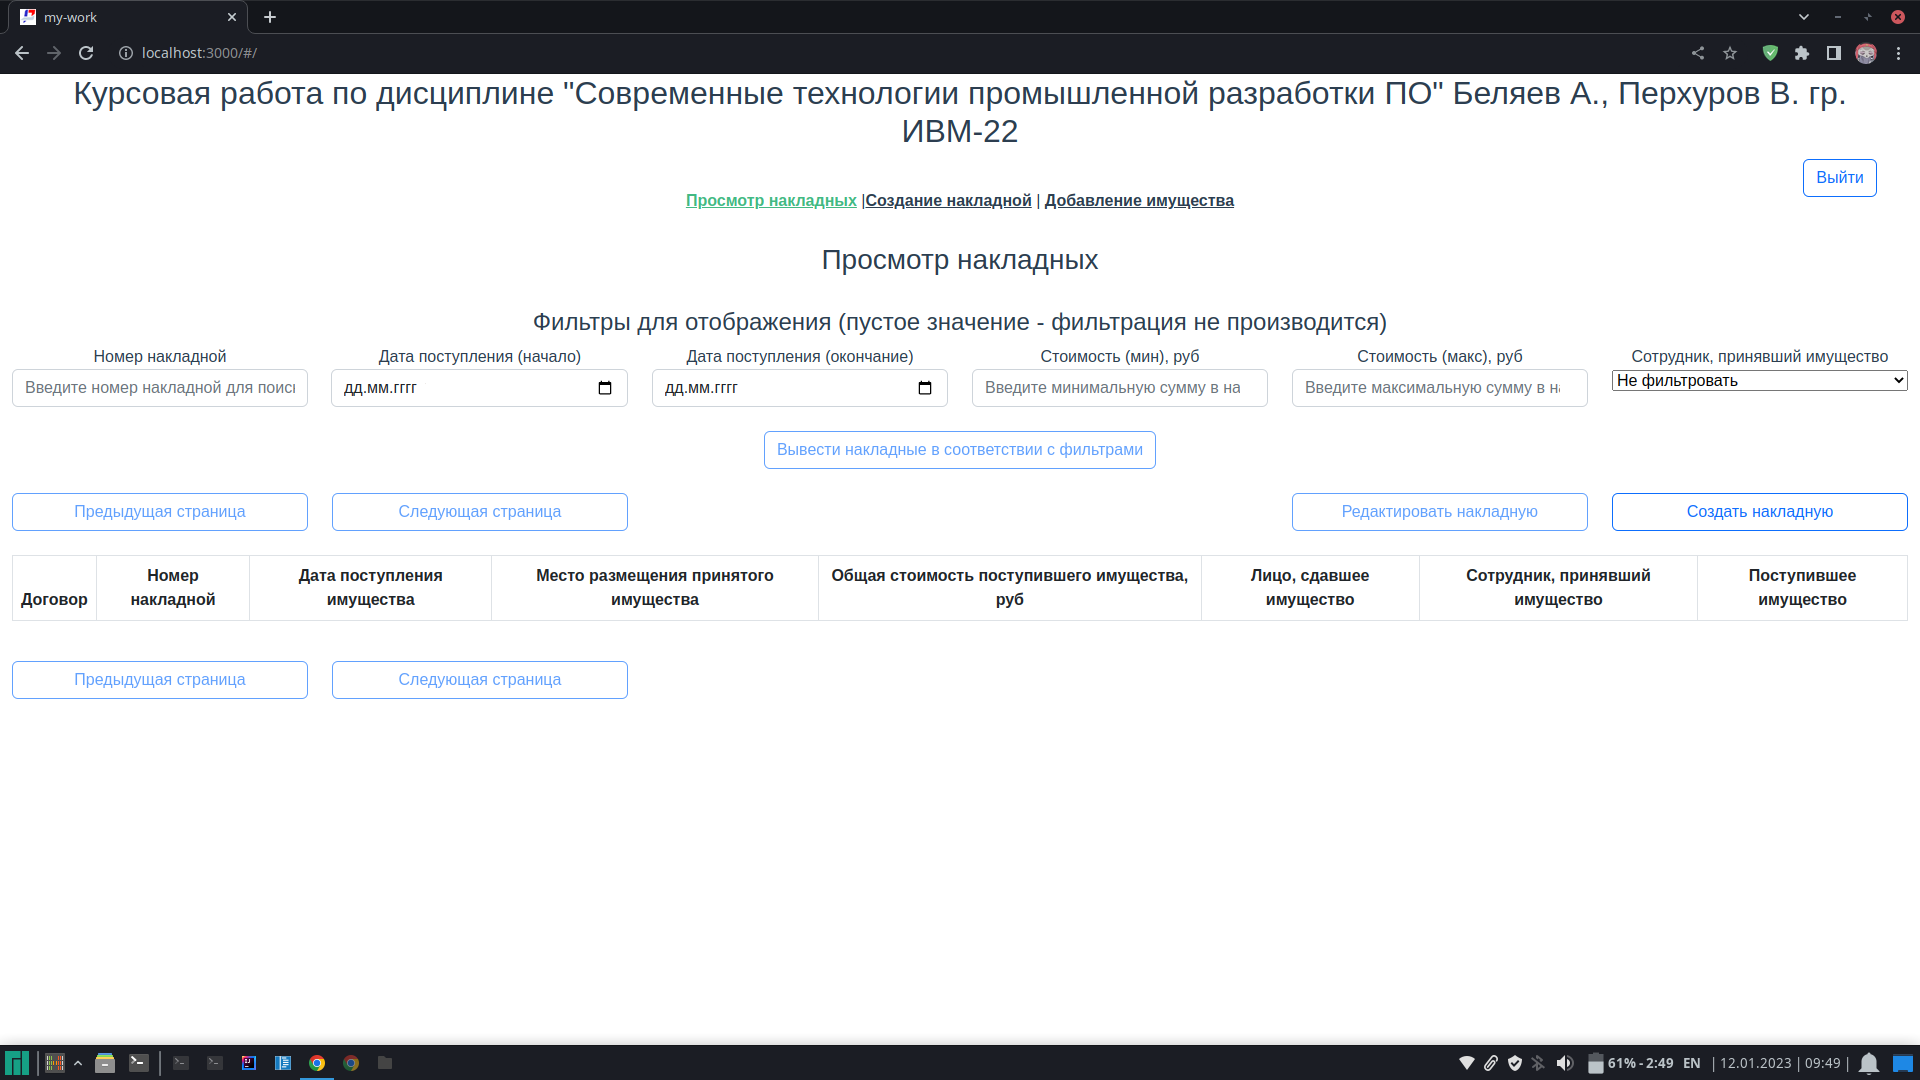 my-work
localhost:3000/#/
Курсовая работа по дисциплине "Современные технологии промышленной разработки ПО" Беляев А., Перхуров В. гр.
ИВМ-22
Выйти
Просмотр накладных |Создание накладной | Добавление имущества
Просмотр накладных
Фильтры для отображения (пустое значение - фильтрация не производится)
Номер накладной
Дата поступления (начало)
Дата поступления (окончание)
Стоимость (мин), руб
Стоимость (макс), руб
Сотрудник, принявший имущество
Введите номер накладной для поис
дд.мм.гггг
дд.мм.гггг
Введите минимальную сумму в на
Введите максимальную сумму в н
Не фильтровать
Вывести накладные в соответствии с фильтрами
Предыдущая страница
Следующая страница
Редактировать накладную
Создать накладную
Договор
Номер
накладной
Дата поступления
имущества
Место размещения принятого
имущества
Общая стоимость поступившего имущества,
руб
Лицо, сдавшее
имущество
Сотрудник, принявший
имущество
Поступившее
имущество
Предыдущая страница
Следующая страница
61% - 2:49 EN | 12.01.2023 | 09:49 |